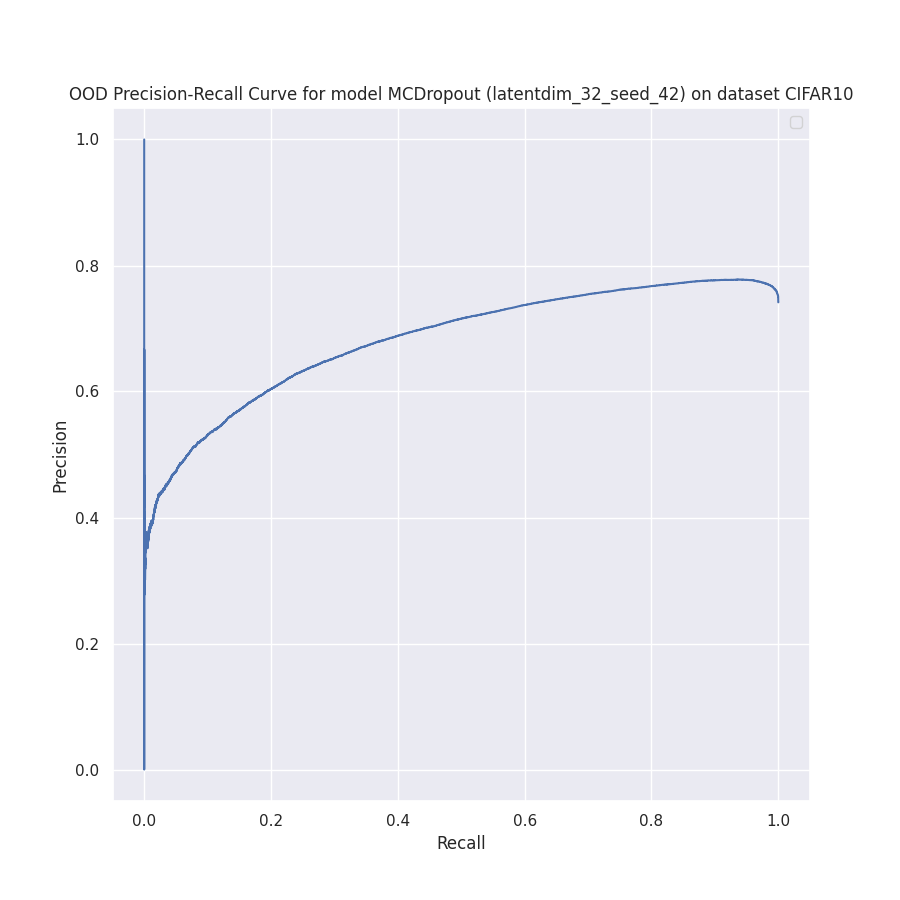 OOD Precision-Recall Curve for model MCDropout (latentdim_32_seed_42) on dataset CIFAR10
1.0
0.8
0.6
0.4
0.2
0.0
Precision
0.0 0.2 0.4 0.6 0.8 1.0
Recall